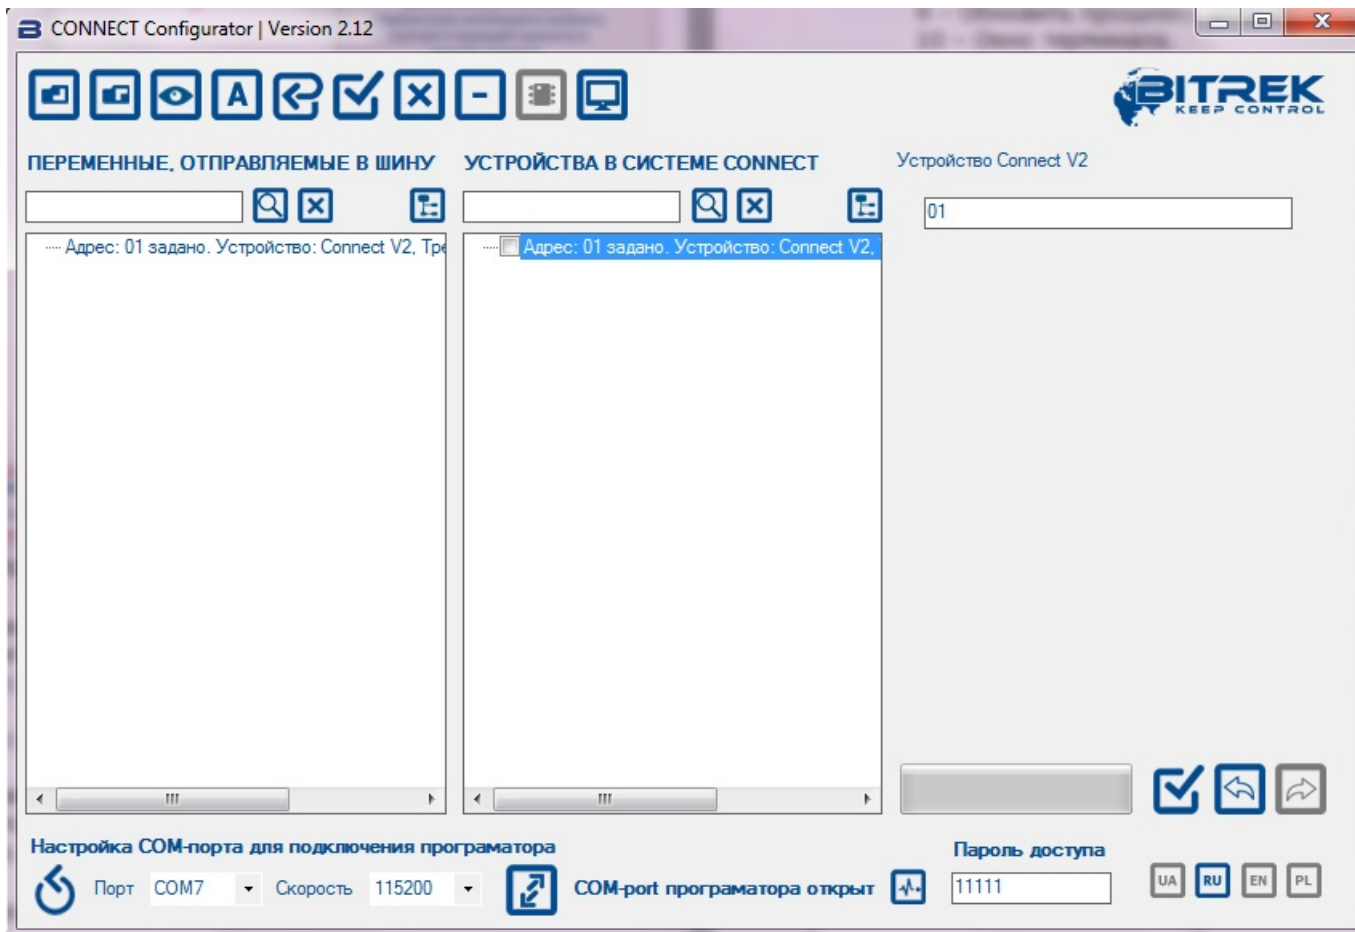 CONNECT Configurator | Version 2.12
A
BITREK
KEEP CONTROL
ПЕРЕМЕННЫЕ, ОТПРАВЛЯЕМЫЕ В ШИНУ
УСТРОЙСТВА В СИСТЕМЕ CONNECT
Устройство Connect V2
01
Адрес: 01 задано. Устройство: Connect V2, Тре
Адрес: 01 задано. Устройство: Connect V2,
Настройка COM-порта для подключения програматора
Порт COM7 Скорость 115200
COM-port програматора открыт
Пароль доступа
11111
UA RU EN PL